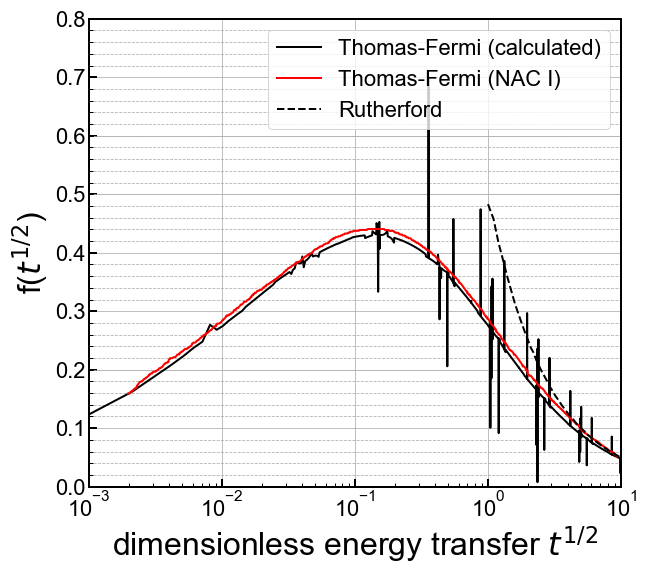 0.8
0.7
0.6
0.5
0.4
0.3
0.2
0.1
0.0
f(t^{1/2})
Thomas-Fermi (calculated)
Thomas-Fermi (NAC I)
Rutherford
10^{−3} 10^{−2} 10^{−1} 10^{0} 10^{1}
dimensionless energy transfer t^{1/2}